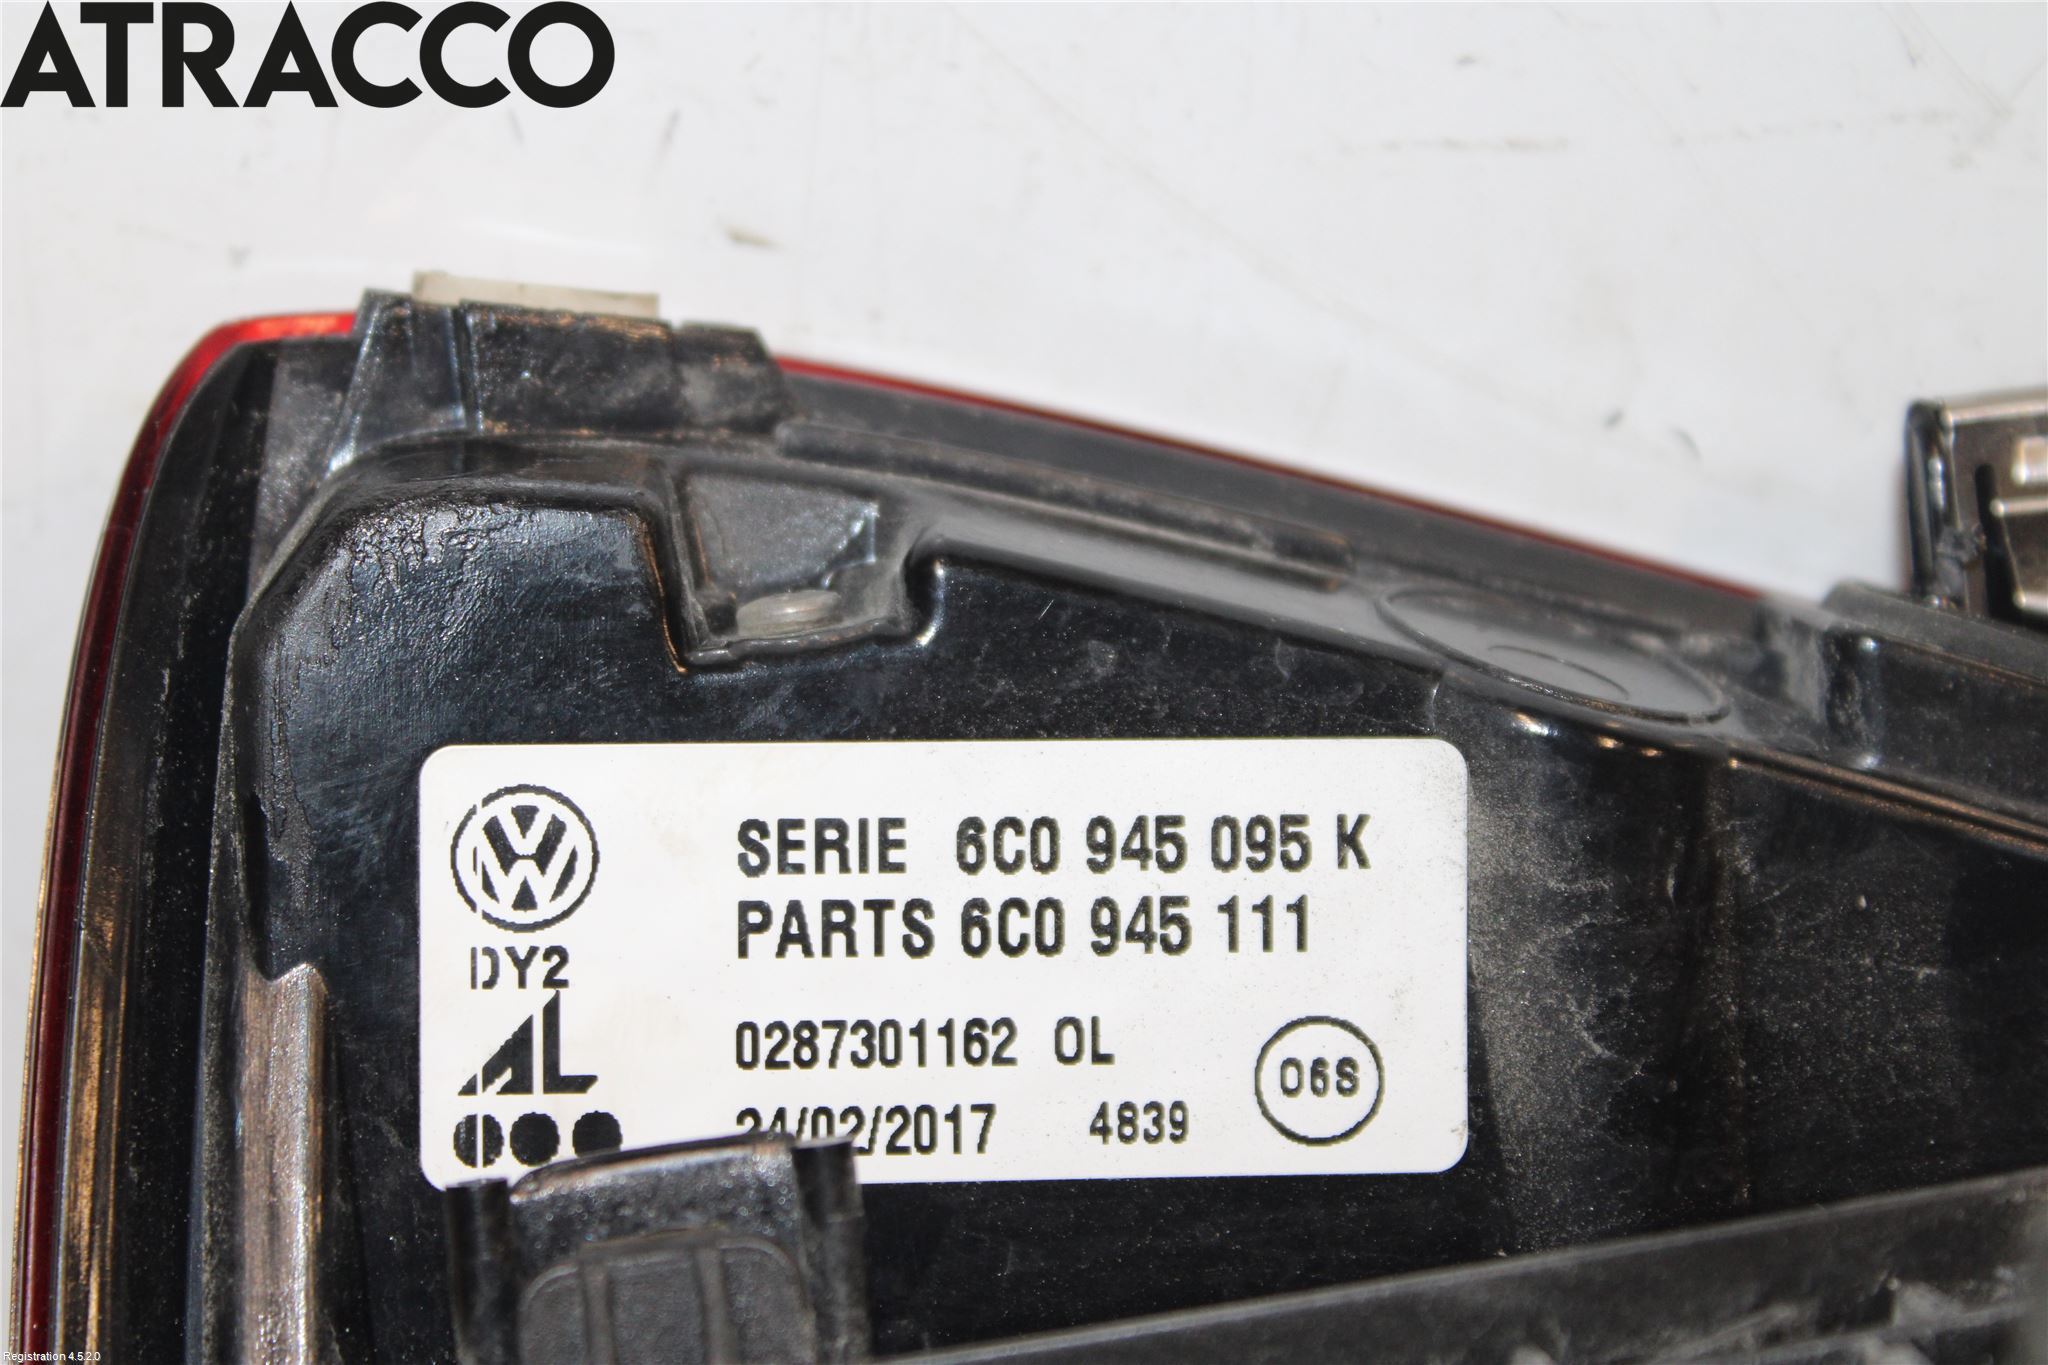 ATRACCO
SERIE 6C0 945 095 K
PARTS 6C0 945 111
DY2
AL
0287301162 OL
06S
24/02/2017 4839
Registration 4.5.2.0